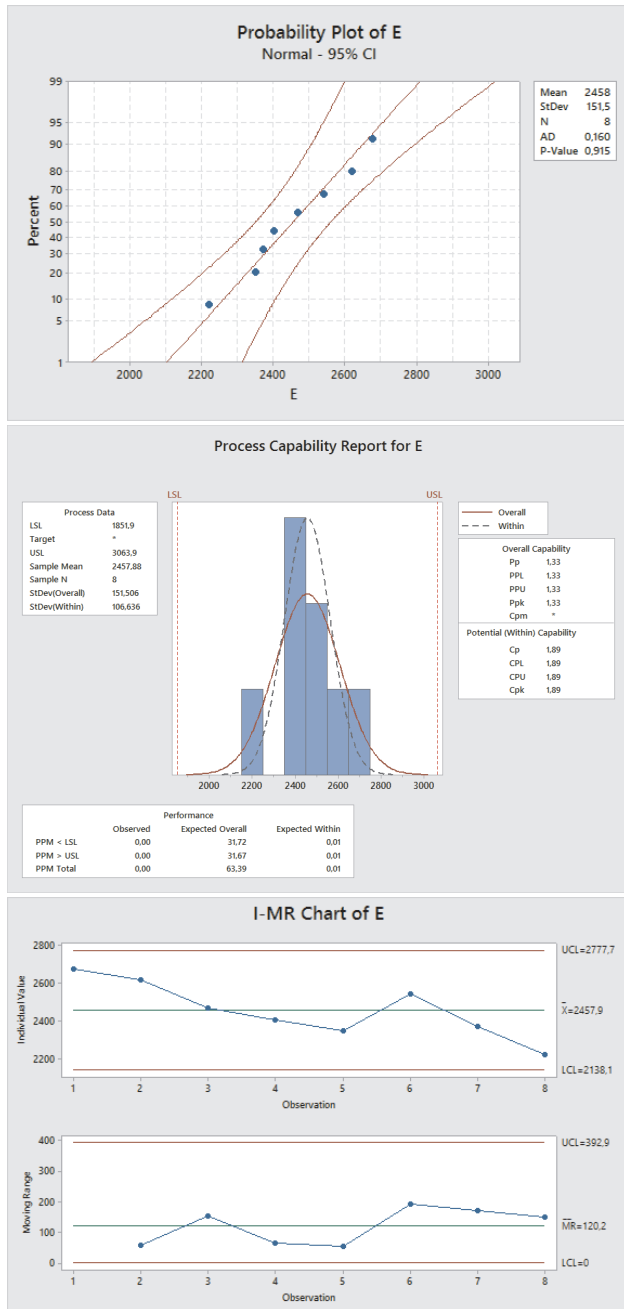 Probability Plot of E
Normal - 95% CI
99
95
90
80
70
60
50
40
30
20
10
5
1
Percent
2000 2200 2400 2600 2800 3000
E
Mean 2458
StDev 151,5
N 8
AD 0,160
P-Value 0,915
Process Capability Report for E
LSL USL
Process Data
LSL 1851,9
Target *
USL 3063,9
Sample Mean 2457,88
Sample N 8
StDev(Overall) 151,506
StDev(Within) 106,636
Overall
Within
Overall Capability
Pp 1,33
PPL 1,33
PPU 1,33
Ppk 1,33
Cpm *
Potential (Within) Capability
Cp 1,89
CPL 1,89
CPU 1,89
Cpk 1,89
2000 2200 2400 2600 2800 3000
Performance
Observed Expected Overall Expected Within
PPM < LSL 0,00 31,72 0,01
PPM > USL 0,00 31,67 0,01
PPM Total 0,00 63,39 0,01
I-MR Chart of E
2800
2600
2400
2200
Individual Value
UCL=2777,7
X̄=2457,9
LCL=2138,1
1 2 3 4 5 6 7 8
Observation
400
300
200
100
0
Moving Range
UCL=392,9
M̄R̄=120,2
LCL=0
1 2 3 4 5 6 7 8
Observation